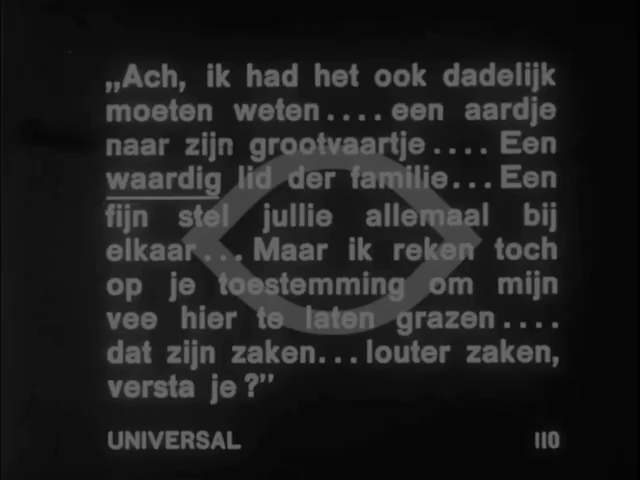 „Ach, ik had het ook dadelijk
moeten weten.... een aardje
naar zijn grootvaartje.... Een
waardig lid der familie... Een
fijn stel jullie allemaal bij
elkaar... Maar ik reken toch
op je toestemming om mijn
vee hier te laten grazen....
dat zijn zaken... louter zaken,
versta je?”
UNIVERSAL 110